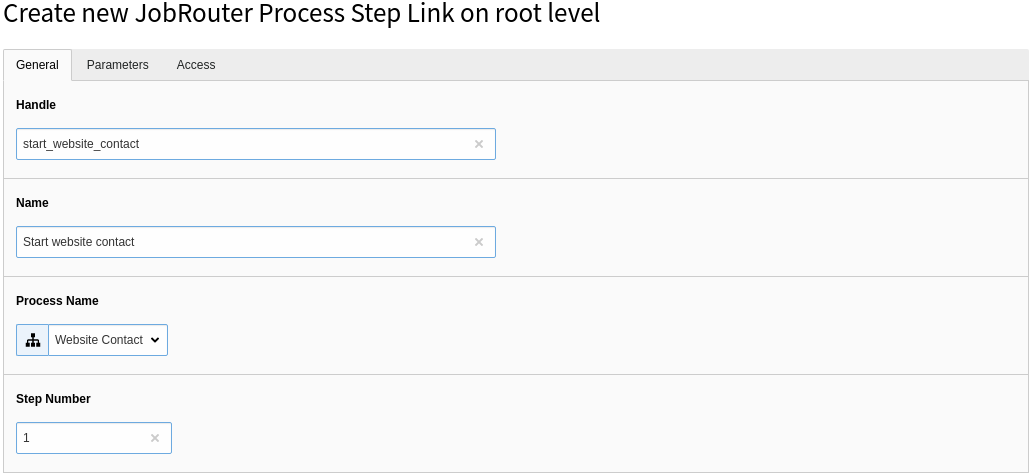 Create new JobRouter Process Step Link on root level
General Parameters Access
Handle
start_website_contact
Name
Start website contact
Process Name
Website Contact
Step Number
1